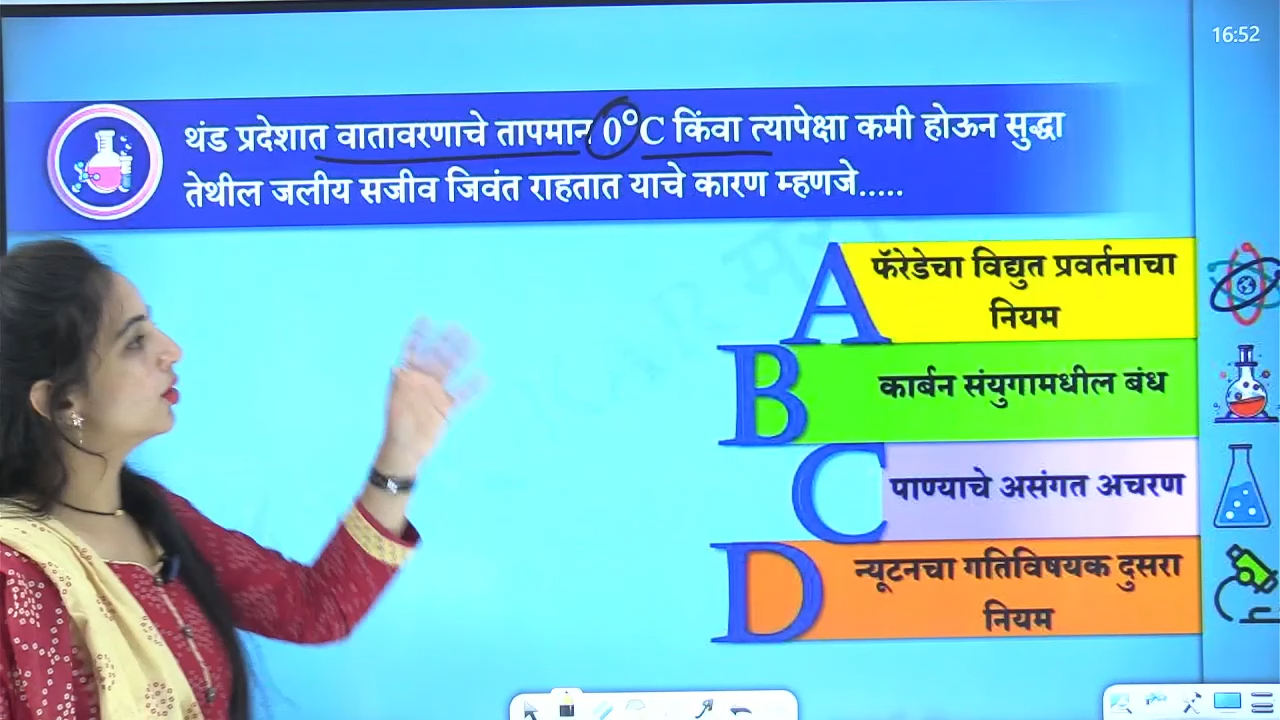 16:52
थंड प्रदेशात वातावरणाचे तापमान 0°C किंवा त्यापेक्षा कमी होऊन सुद्धा
तेथील जलीय सजीव जिवंत राहतात याचे कारण म्हणजे.....
A फॅरेडेचा विद्युत प्रवर्तनाचा
नियम
B कार्बन संयुगामधील बंध
C पाण्याचे असंगत अचरण
D न्यूटनचा गतिविषयक दुसरा
नियम